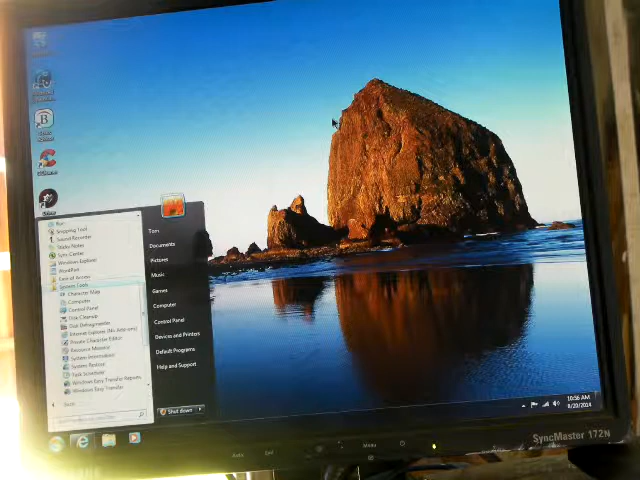 Run
Snipping Tool
Sound Recorder
Sticky Notes
Sync Center
Windows Explorer
WordPad
Ease of Access
System Tools
Character Map
Computer
Control Panel
Disk Cleanup
Disk Defragmenter
Internet Explorer (No Add-ons)
Private Character Editor
Resource Monitor
System Information
System Restore
Task Scheduler
Windows Easy Transfer Reports
Windows Easy Transfer
Back
Tom
Documents
Pictures
Music
Games
Computer
Control Panel
Devices and Printers
Default Programs
Help and Support
Shut down
10:56 AM
8/20/2014
Auto
Menu
SyncMaster 172N